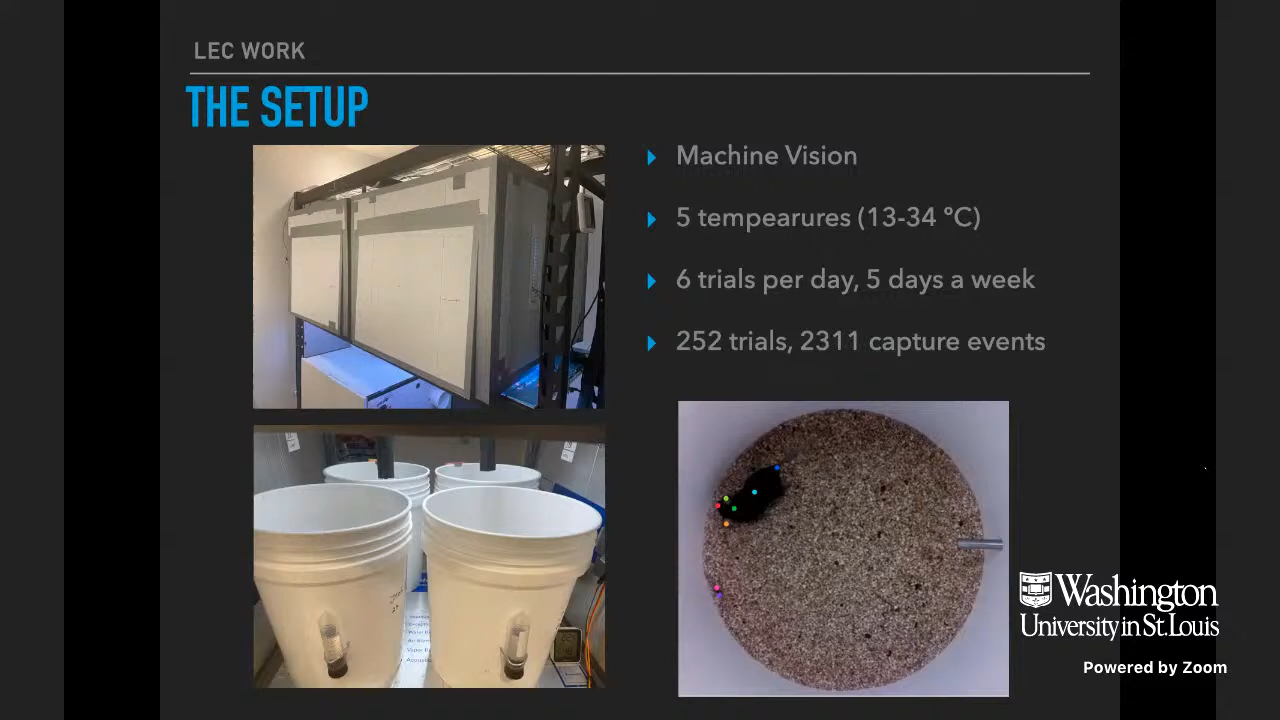 LEC WORK
THE SETUP
Machine Vision
5 tempearures (13-34 ºC)
6 trials per day, 5 days a week
252 trials, 2311 capture events
Washington
University in St. Louis
Powered by Zoom